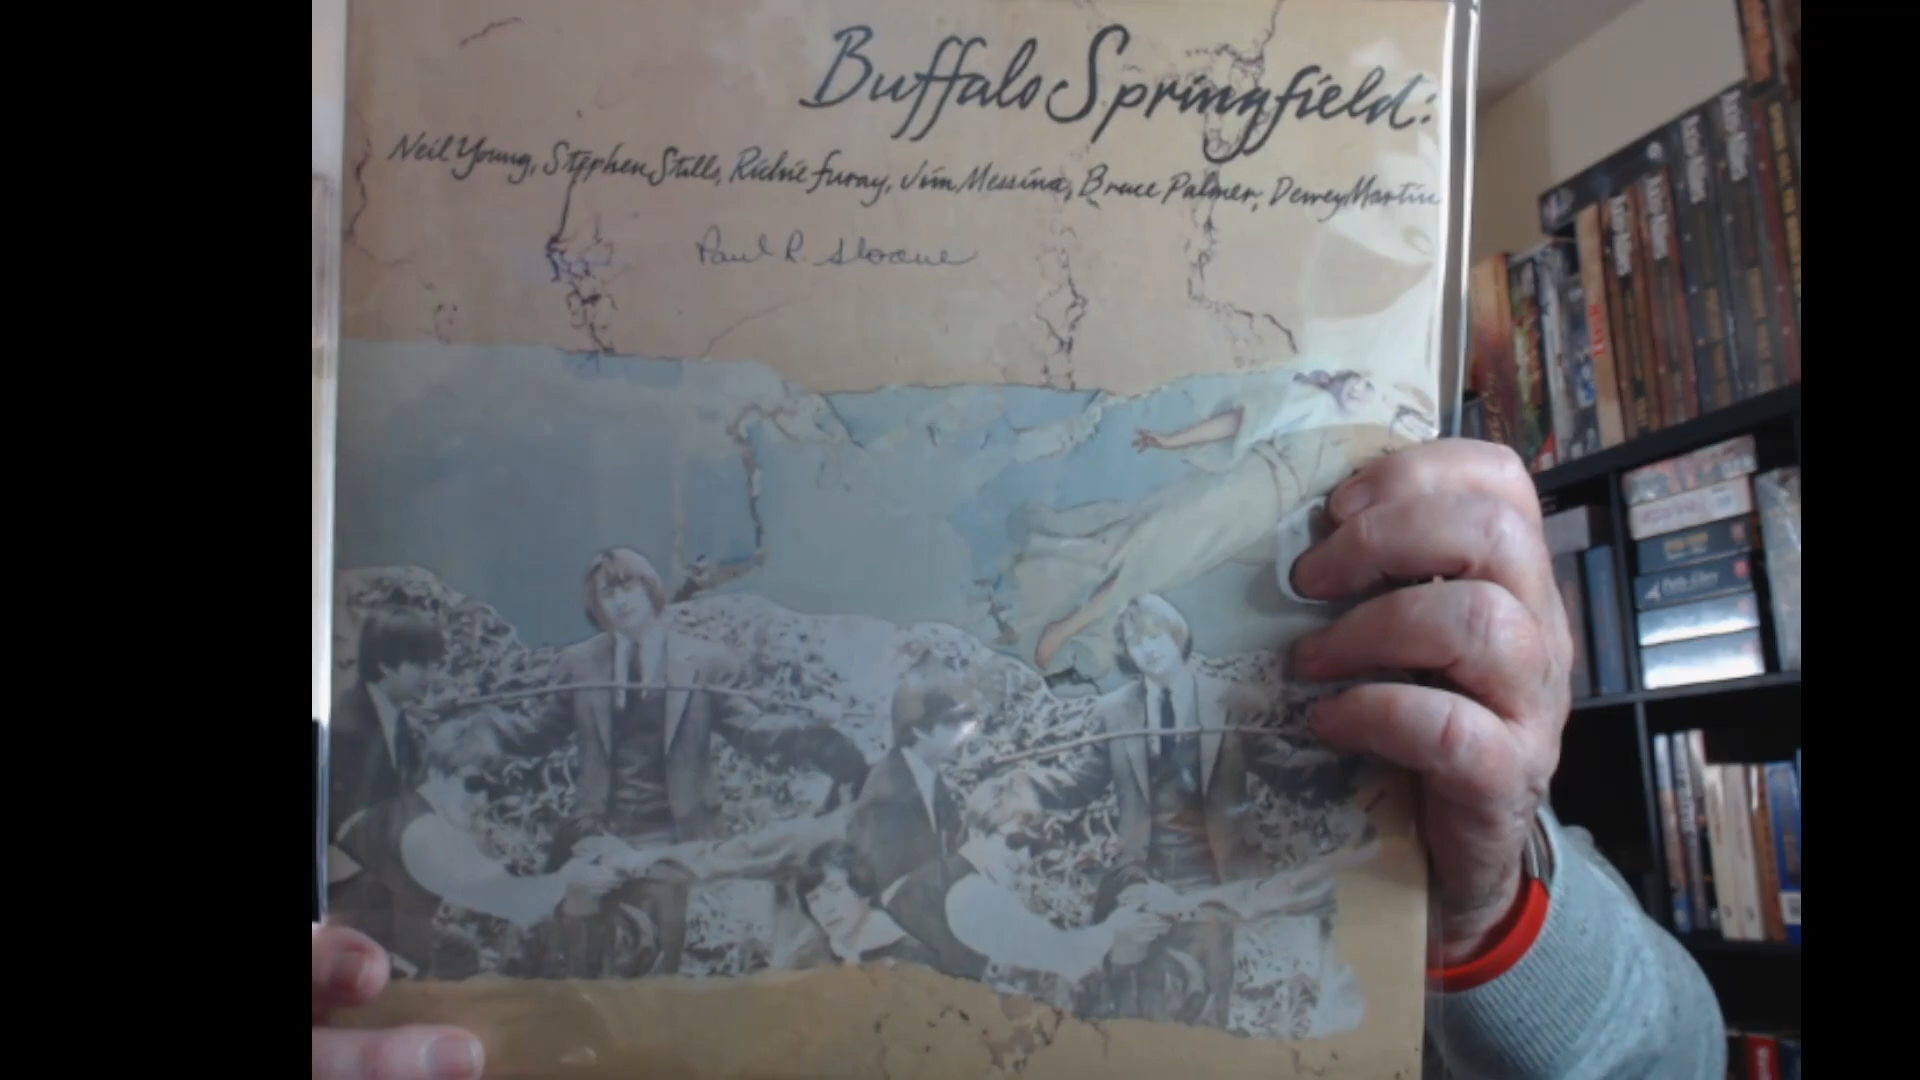 Buffalo Springfield:
Neil Young, Stephen Stills, Richie Furay, Jim Messina, Bruce Palmer, Dewey Martin
Paul R. Sloane